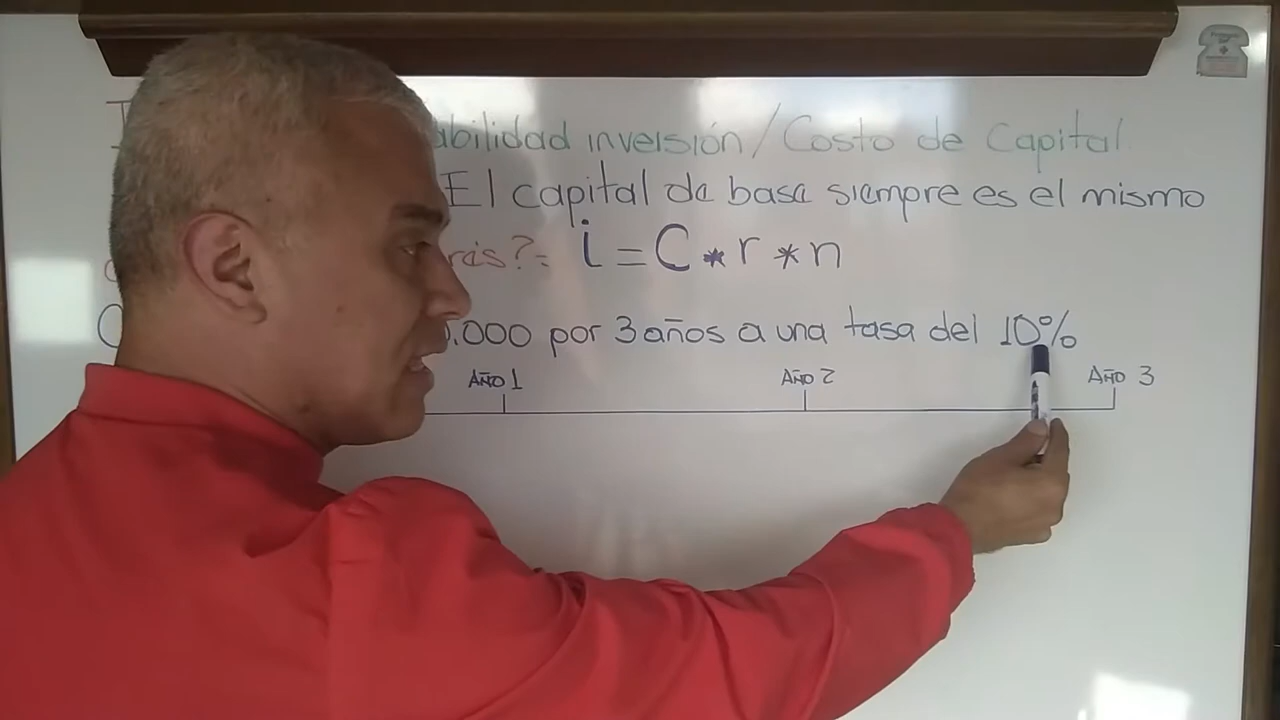 inversión / Costo de Capital
El capital de base siempre es el mismo
i = C * r * n
.000 por 3 años a una tasa del 10%
AÑO 1 AÑO 2 AÑO 3